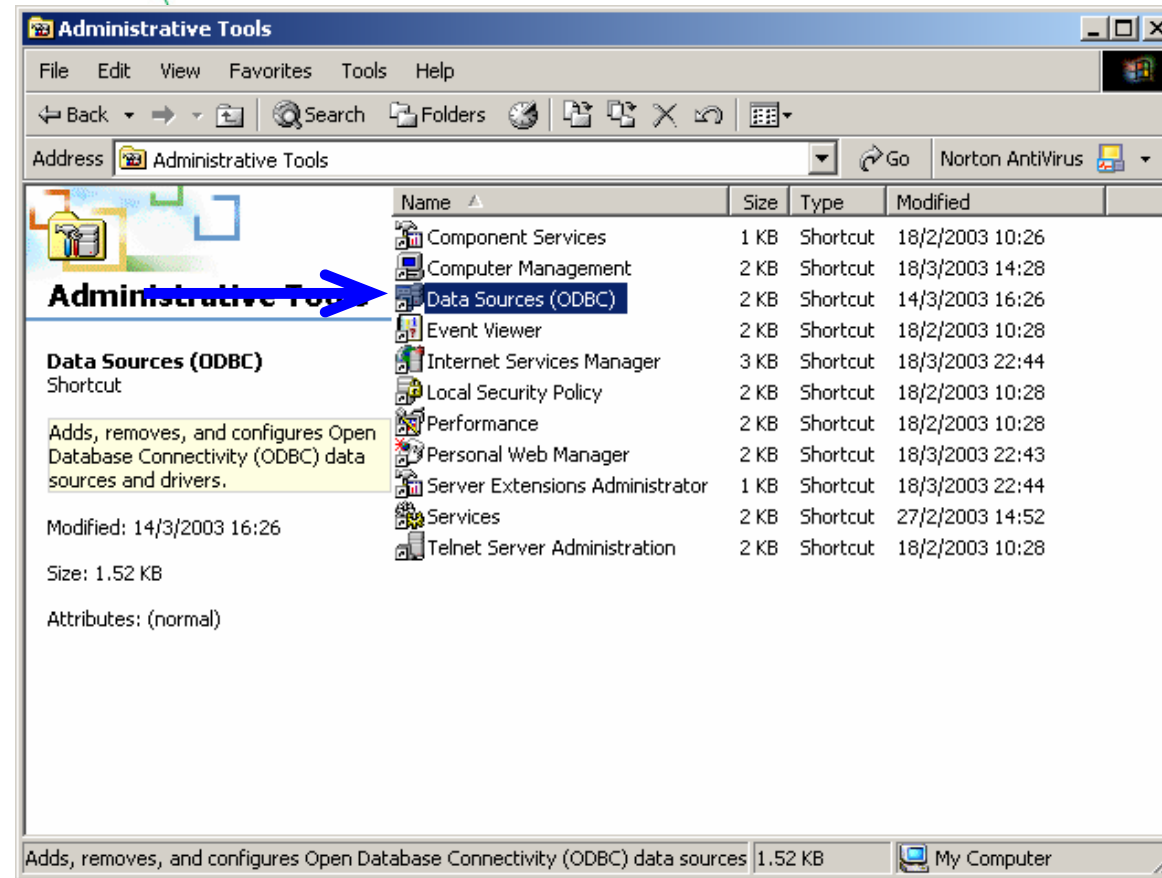 Administrative Tools
File Edit View Favorites Tools Help
Back Search Folders
Address Administrative Tools Go Norton AntiVirus
Name Size Type Modified
Component Services 1 KB Shortcut 18/2/2003 10:26
Computer Management 2 KB Shortcut 18/3/2003 14:28
Data Sources (ODBC) 2 KB Shortcut 14/3/2003 16:26
Event Viewer 2 KB Shortcut 18/2/2003 10:28
Internet Services Manager 3 KB Shortcut 18/3/2003 22:44
Local Security Policy 2 KB Shortcut 18/2/2003 10:28
Performance 2 KB Shortcut 18/2/2003 10:28
Personal Web Manager 2 KB Shortcut 18/3/2003 22:43
Server Extensions Administrator 1 KB Shortcut 18/3/2003 22:44
Services 2 KB Shortcut 27/2/2003 14:52
Telnet Server Administration 2 KB Shortcut 18/2/2003 10:28
Administrative Tools
Data Sources (ODBC)
Shortcut
Adds, removes, and configures Open
Database Connectivity (ODBC) data
sources and drivers.
Modified: 14/3/2003 16:26
Size: 1.52 KB
Attributes: (normal)
Adds, removes, and configures Open Database Connectivity (ODBC) data sources 1.52 KB My Computer